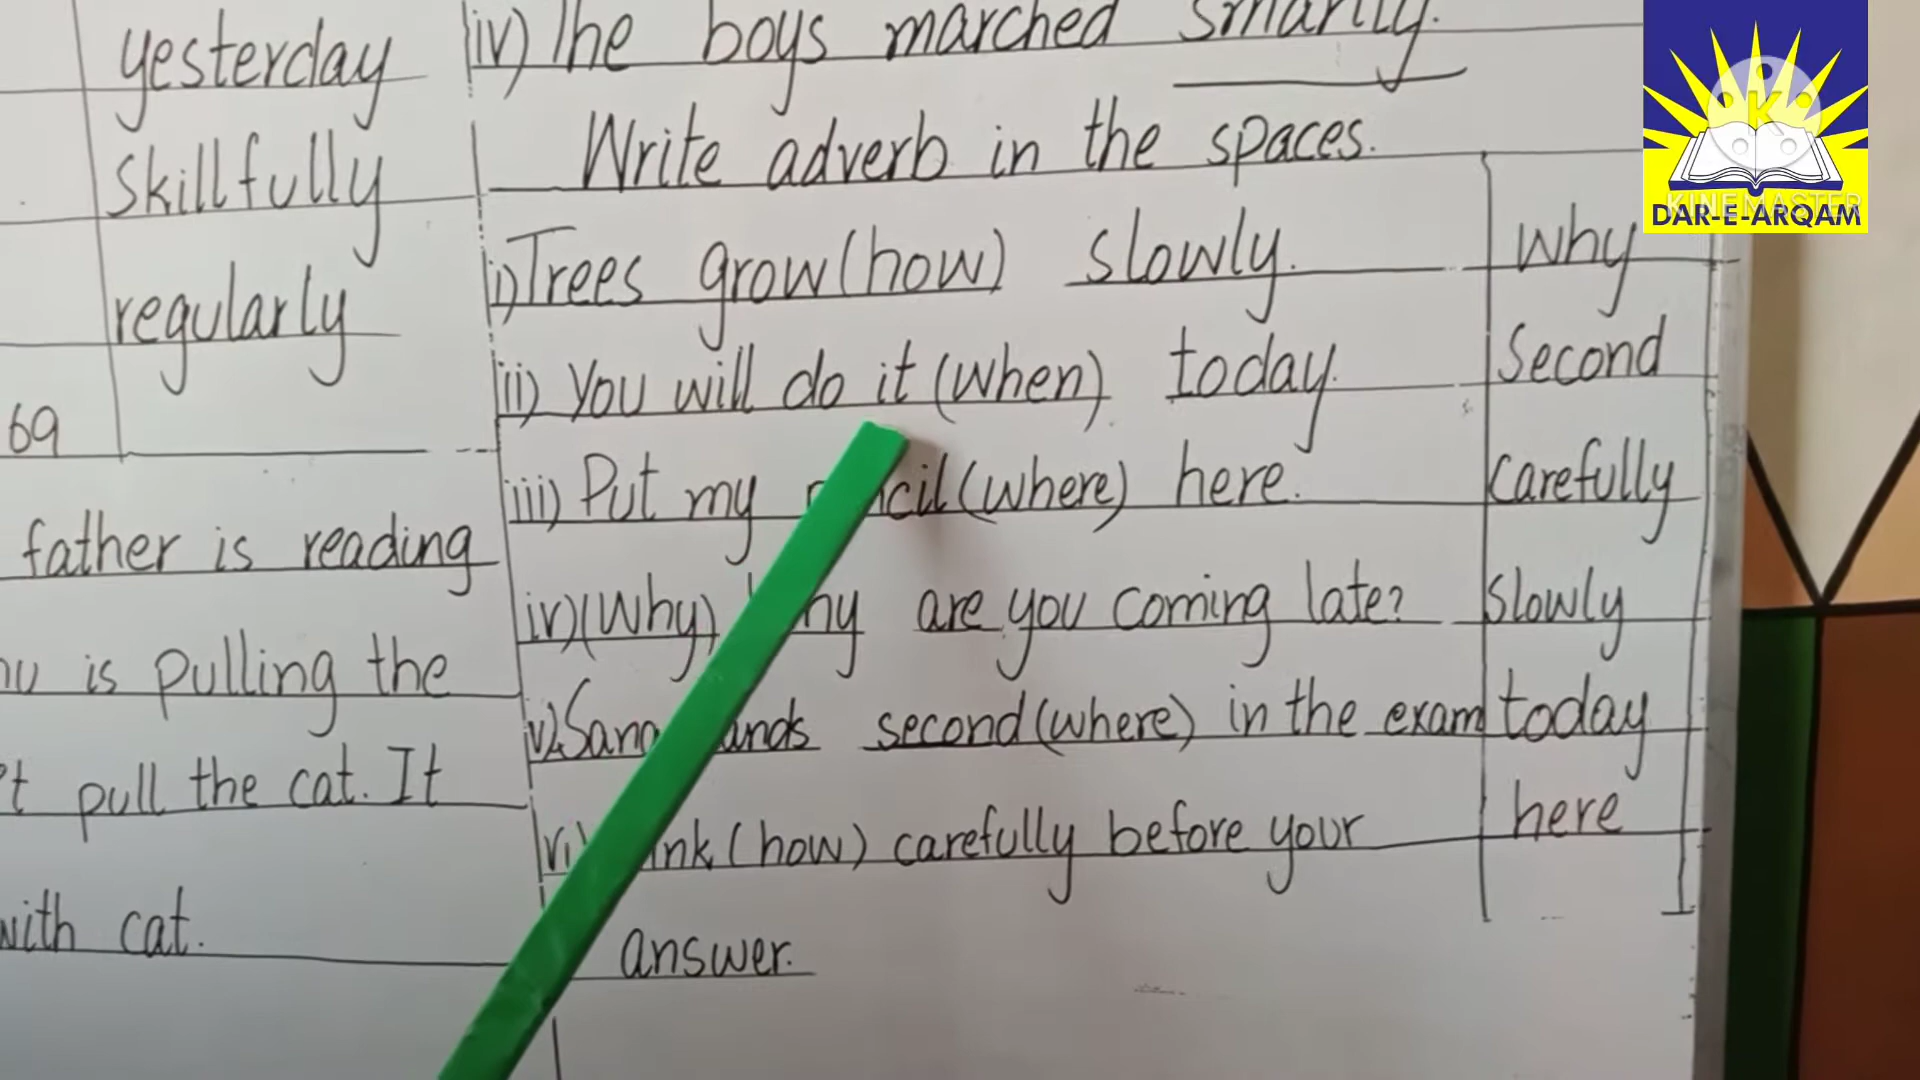 yesterday
skillfully
regularly
69
father is reading
is pulling the
pull the cat. It
with cat.
iv) The boys marched smartly.
Write adverb in the spaces.
i) Trees grow (how) slowly.
ii) You will do it (when) today.
iii) Put my (where) here.
iv) (Why) are you coming late?
v) second (where) in the exam
vi) (how) carefully before your
answer.
Why
Second
Carefully
Slowly
today
here
DAR-E-ARQAM
KINEMASTER
K